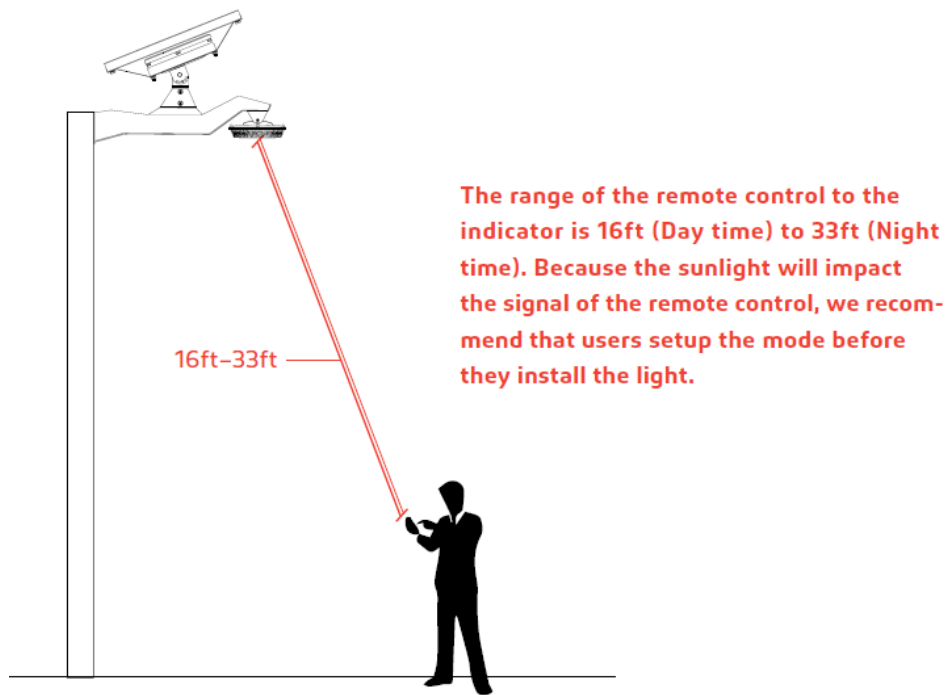 The range of the remote control to the
indicator is 16ft (Day time) to 33ft (Night
time). Because the sunlight will impact
the signal of the remote control, we recom-
mend that users setup the mode before
they install the light.
16ft–33ft